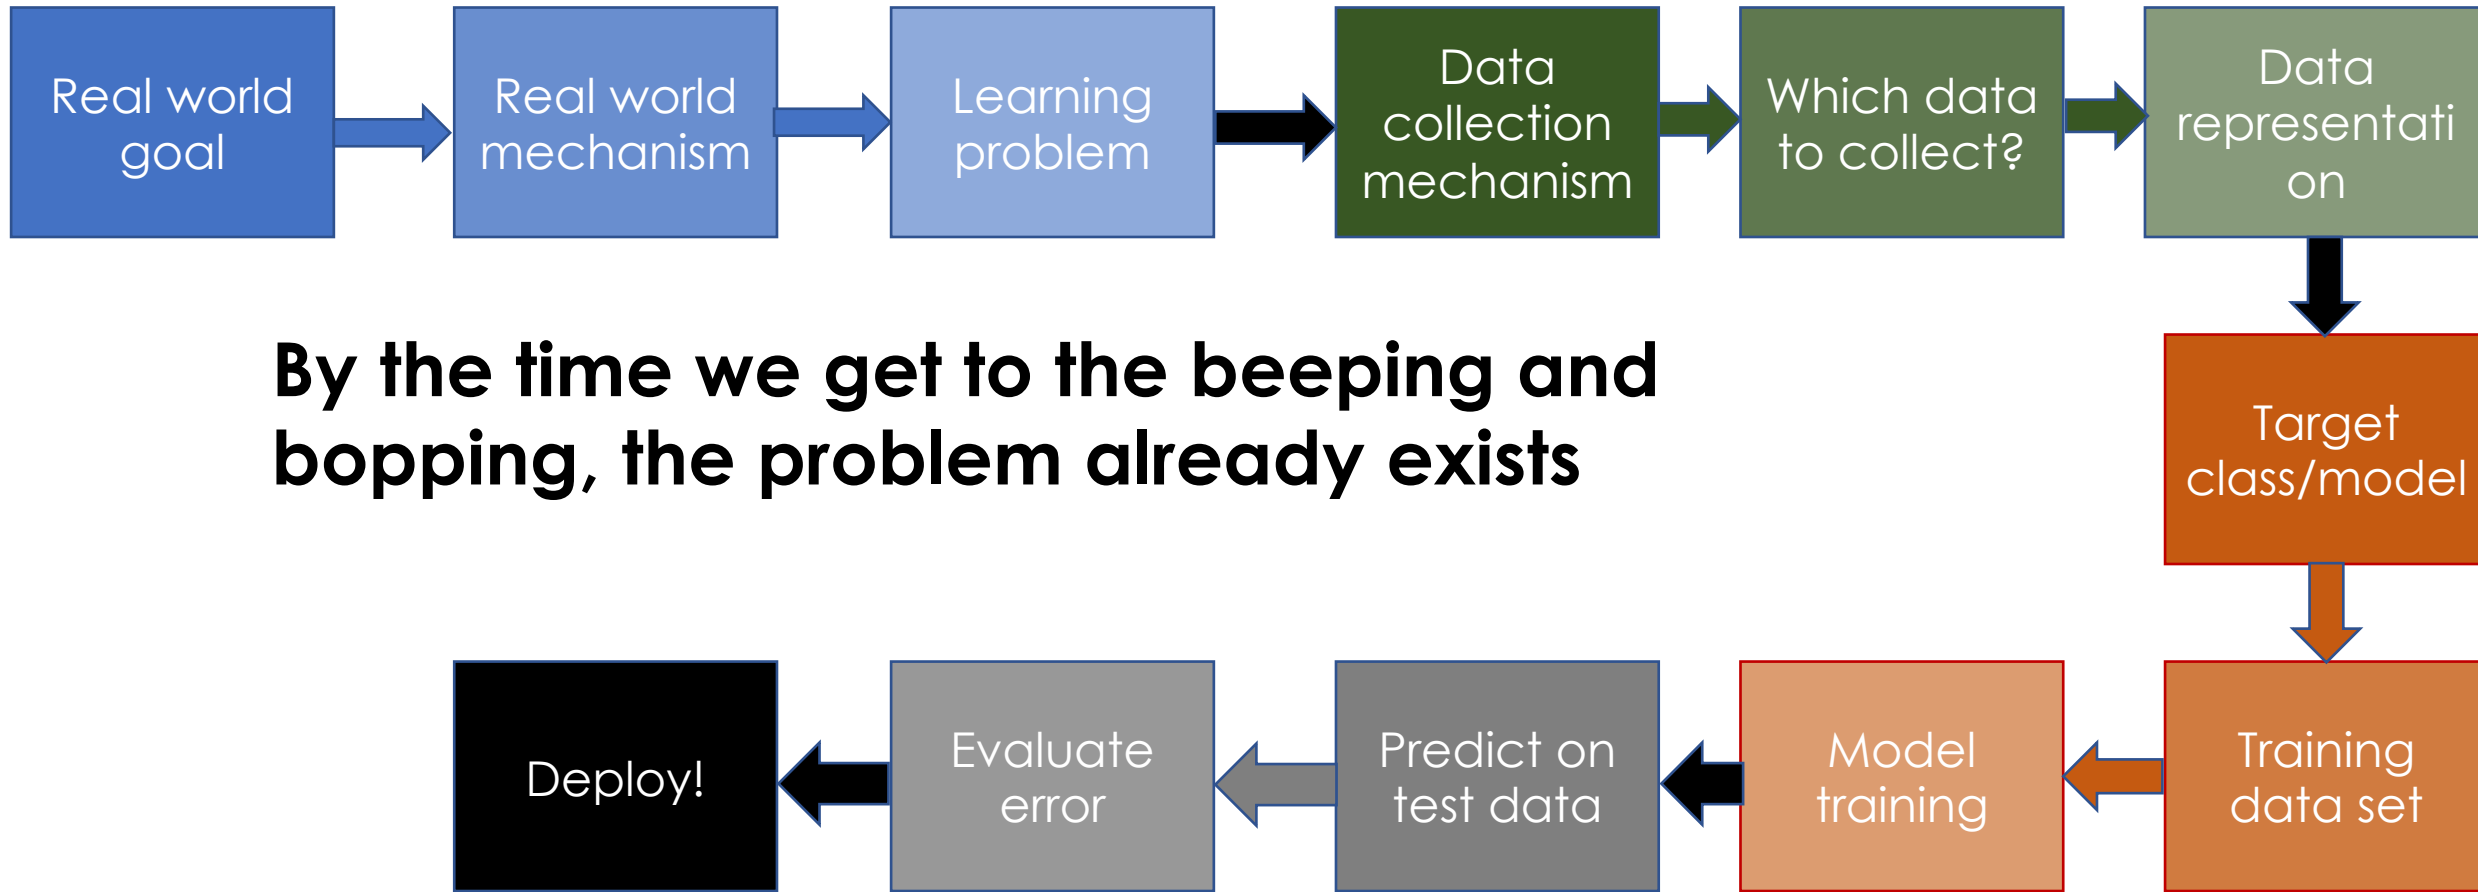 Real world
goal
Real world
mechanism
Learning
problem
Data
collection
mechanism
Which data
to collect?
Data
representati
on
By the time we get to the beeping and
bopping, the problem already exists
Target
class/model
Deploy!
Evaluate
error
Predict on
test data
Model
training
Training
data set